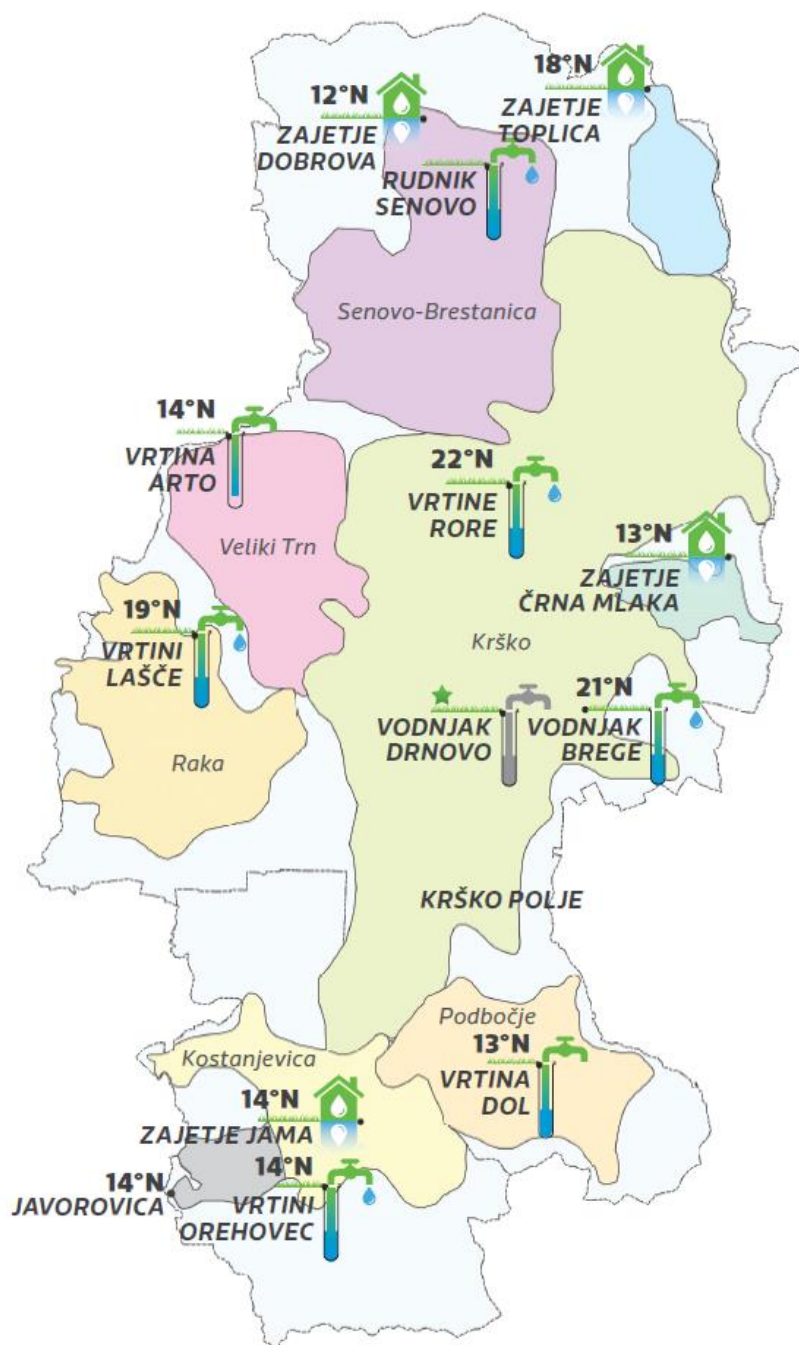 18°N
ZAJETJE
TOPLICA
12°N
ZAJETJE
DOBROVA
RUDNIK
SENOVO
Senovo-Brestanica
14°N
VRTINA
ARTO
22°N
VRTINE
RORE
Veliki Trn
13°N
ZAJETJE
ČRNA MLAKA
19°N
VRTINI
LAŠČE
Krško
21°N
VODNJAK
DRNOVO
VODNJAK
BREGE
Raka
KRŠKO POLJE
Podbočje
13°N
VRTINA
DOL
Kostanjevica
14°N
ZAJETJE JAMA
14°N
VRTINI
OREHOVEC
14°N
JAVOROVICA